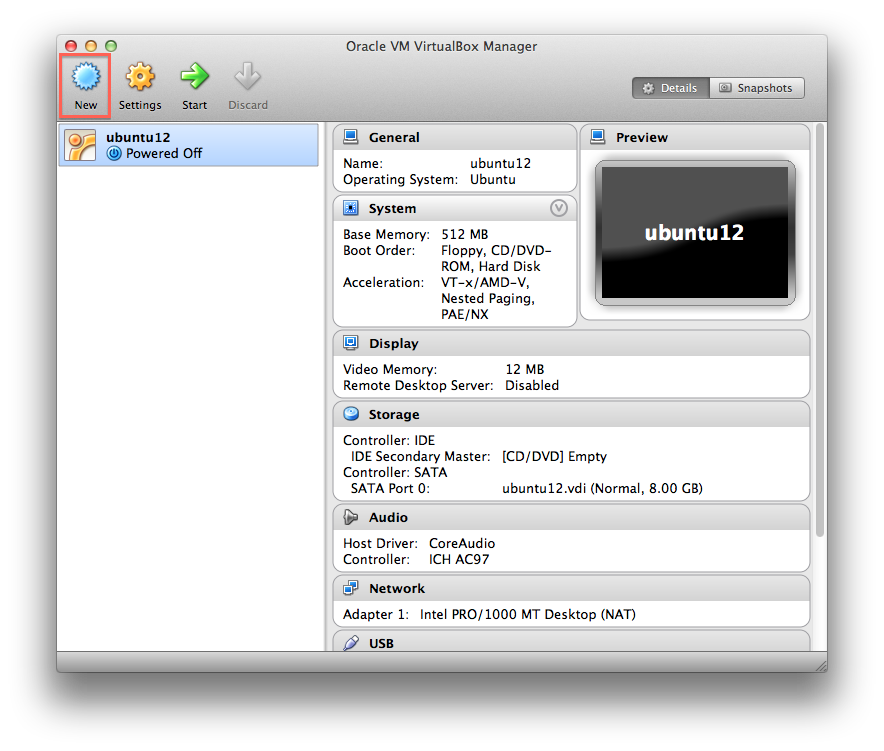 Oracle VM VirtualBox Manager
New
Settings
Start
Discard
Details
Snapshots
ubuntu12
Powered Off
General
Name: ubuntu12
Operating System: Ubuntu
System
Base Memory: 512 MB
Boot Order: Floppy, CD/DVD-
ROM, Hard Disk
Acceleration: VT-x/AMD-V,
Nested Paging,
PAE/NX
Preview
ubuntu12
Display
Video Memory: 12 MB
Remote Desktop Server: Disabled
Storage
Controller: IDE
IDE Secondary Master: [CD/DVD] Empty
Controller: SATA
SATA Port 0: ubuntu12.vdi (Normal, 8.00 GB)
Audio
Host Driver: CoreAudio
Controller: ICH AC97
Network
Adapter 1: Intel PRO/1000 MT Desktop (NAT)
USB